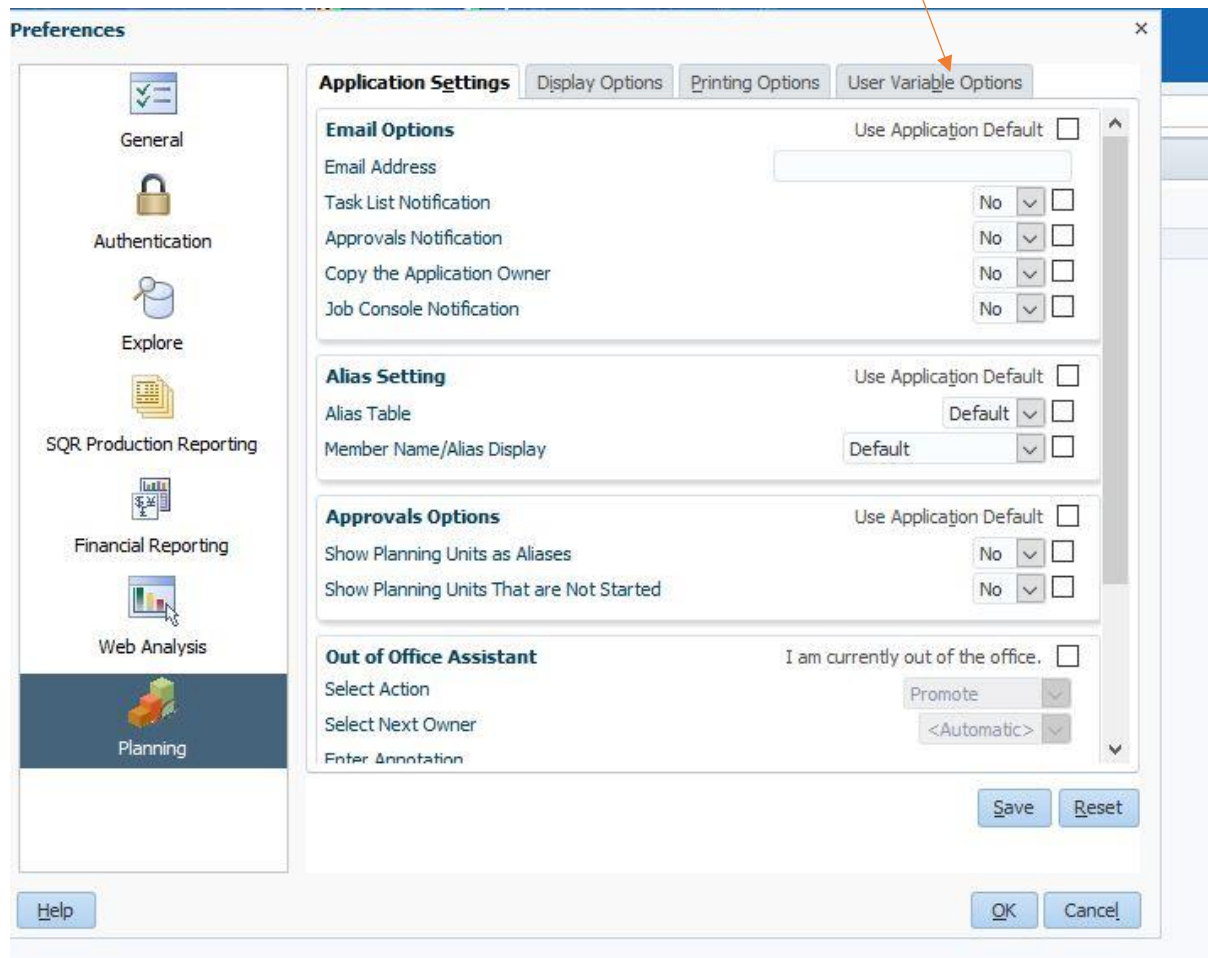 Preferences
General
Authentication
Explore
SQR Production Reporting
Financial Reporting
Web Analysis
Planning
Application Settings Display Options Printing Options User Variable Options
Email Options Use Application Default
Email Address
Task List Notification No
Approvals Notification No
Copy the Application Owner No
Job Console Notification No
Alias Setting Use Application Default
Alias Table Default
Member Name/Alias Display Default
Approvals Options Use Application Default
Show Planning Units as Aliases No
Show Planning Units That are Not Started No
Out of Office Assistant I am currently out of the office.
Select Action Promote
Select Next Owner <Automatic>
Enter Annotation
Save Reset
Help OK Cancel